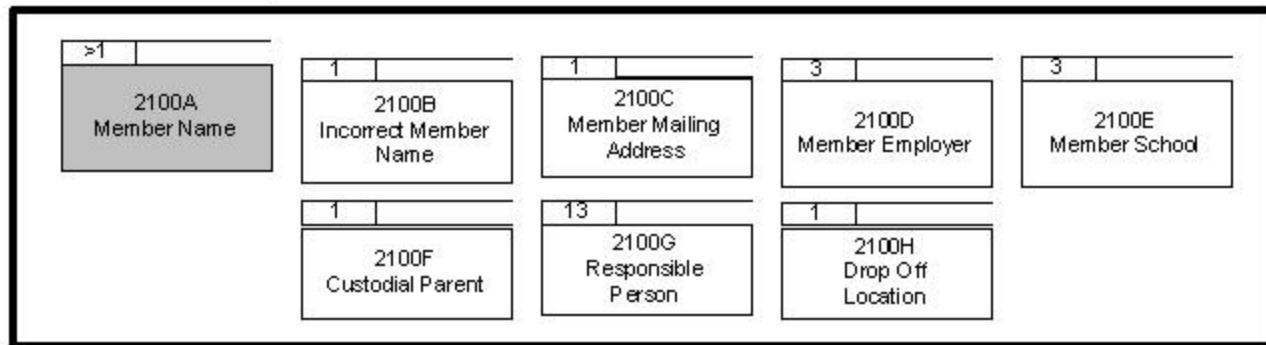 >1
2100A
Member Name
1
2100B
Incorrect Member
Name
1
2100C
Member Mailing
Address
3
2100D
Member Employer
3
2100E
Member School
1
2100F
Custodial Parent
13
2100G
Responsible
Person
1
2100H
Drop Off
Location